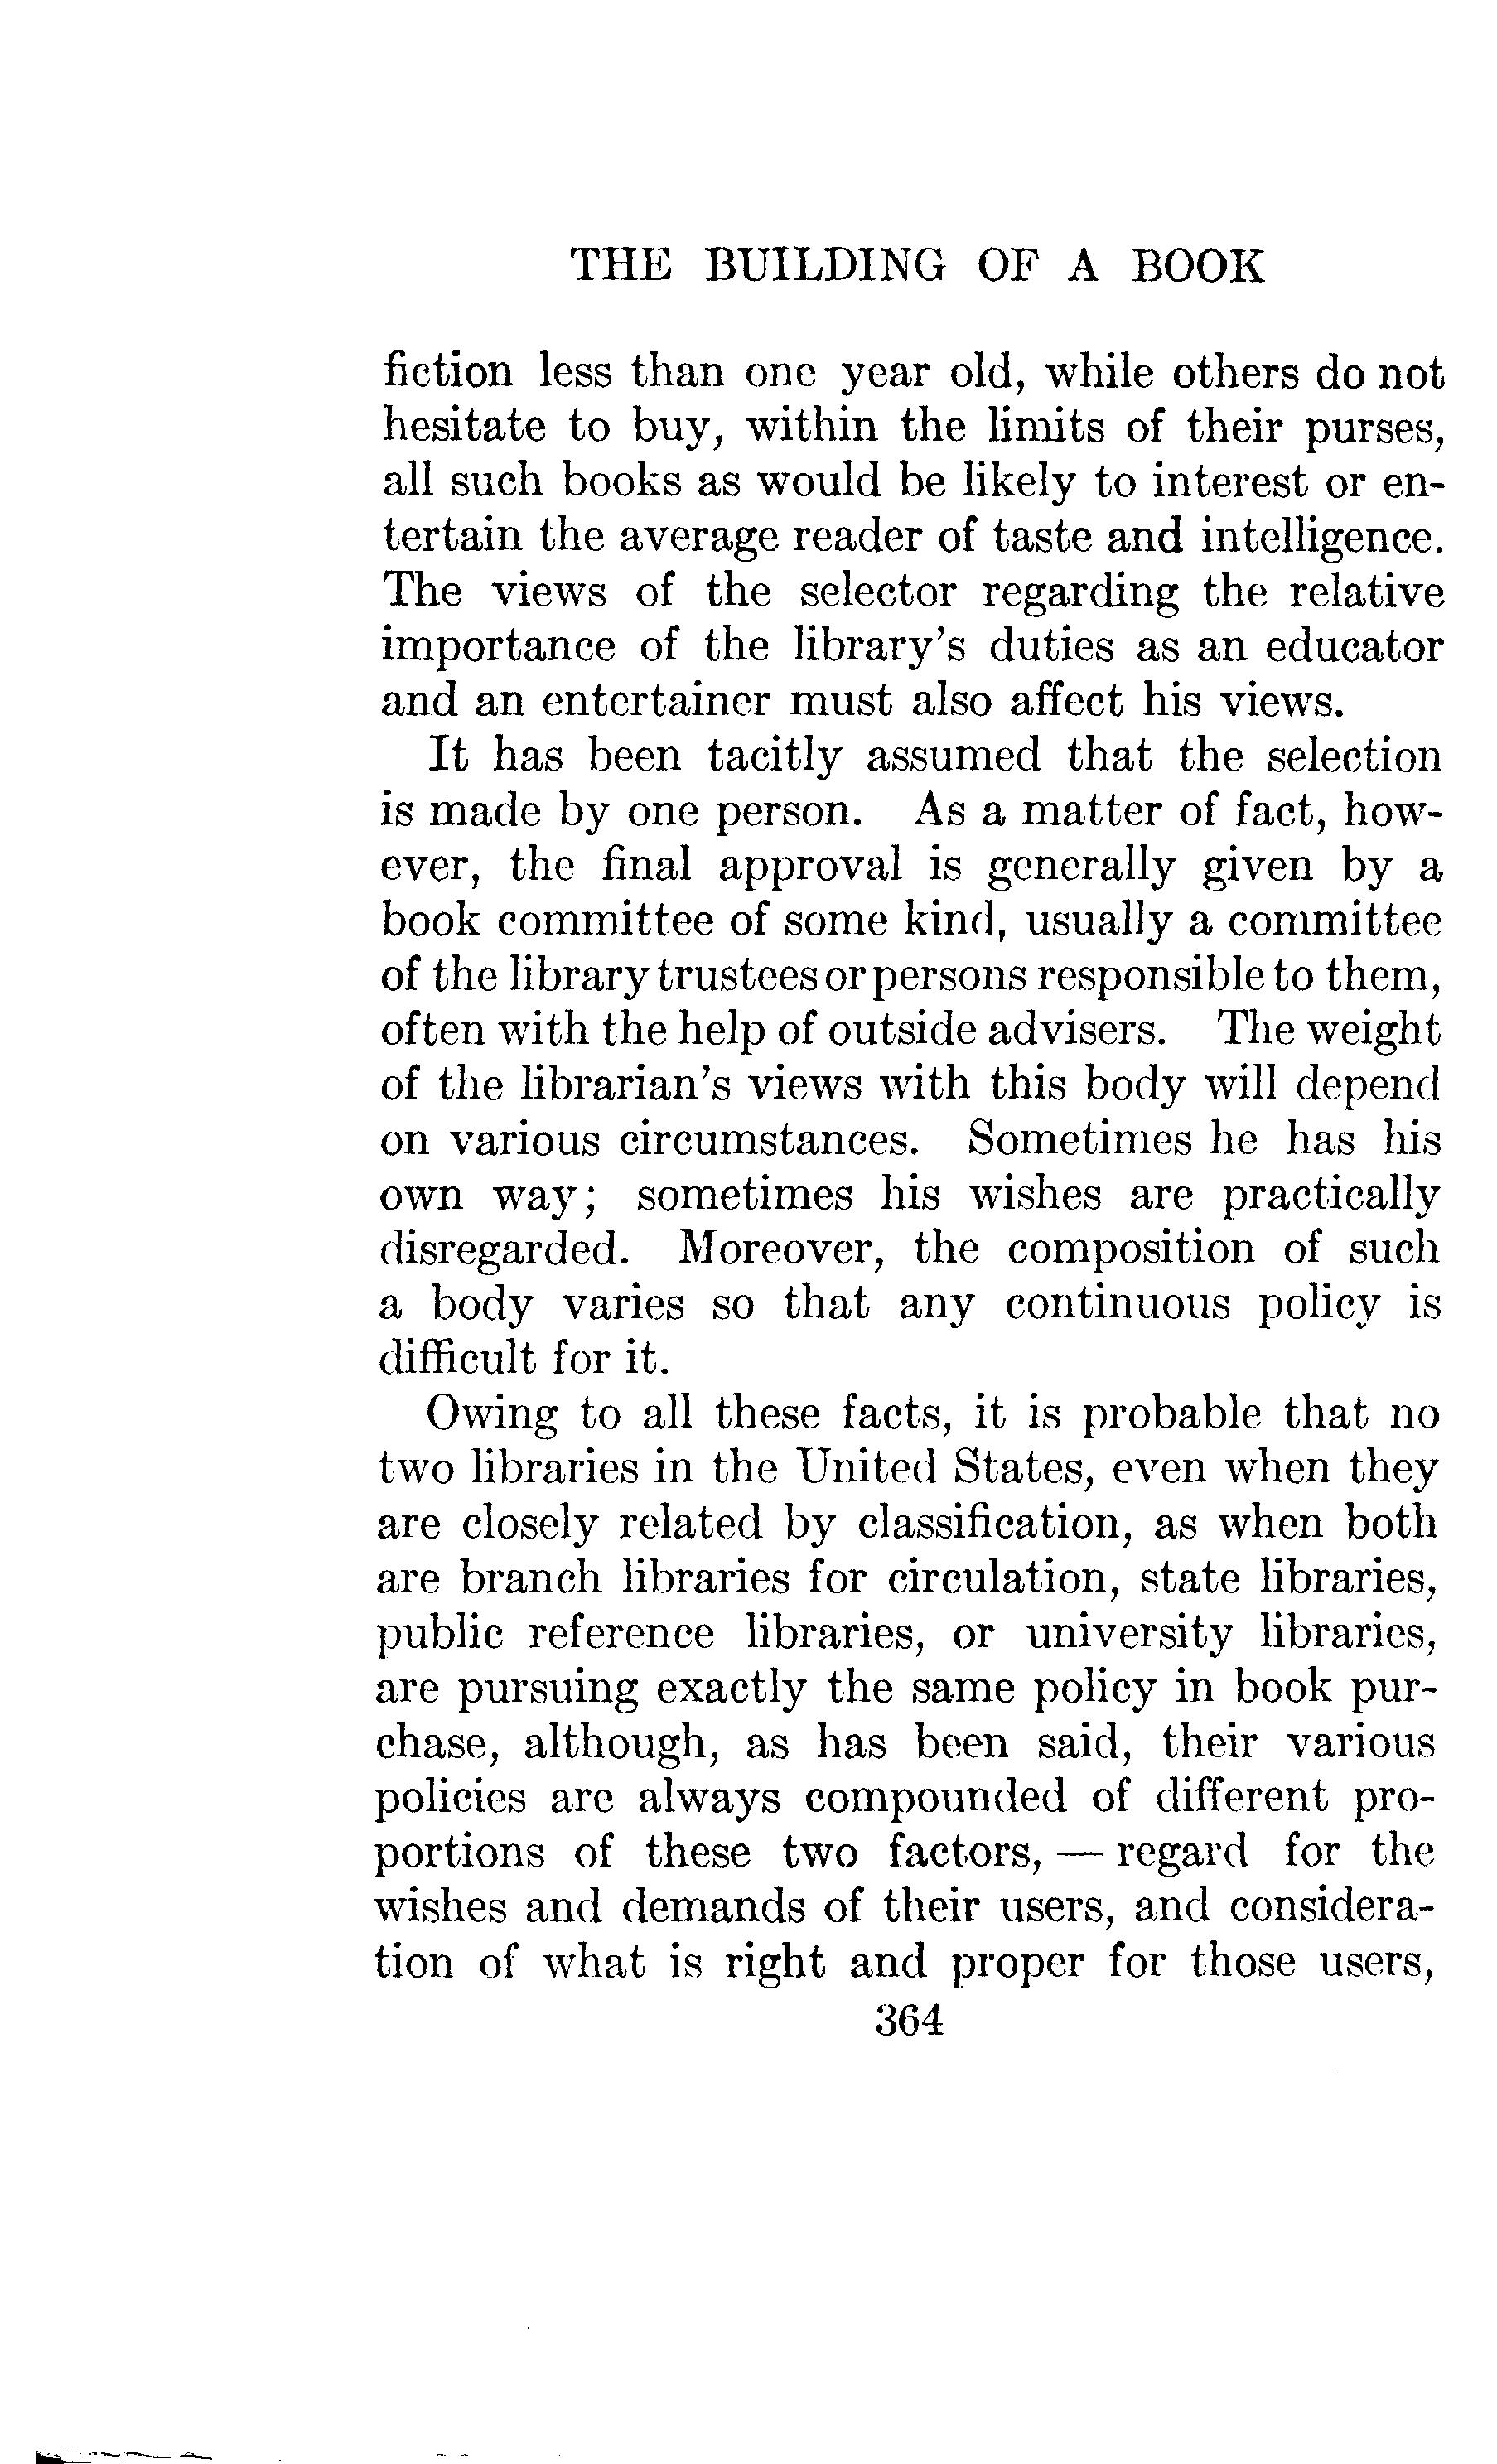 THE BUILDING OF A BOOK
fiction less than one year old, while others do not
hesitate to buy, within the limits of their purses,
all such books as would be likely to interest or en-
tertain the average reader of taste and intelligence.
The views of the selector regarding the relative
importance of the library's duties as an educator
and an entertainer must also affect his views.
It has been tacitly assumed that the selection
is made by one person. As a matter of fact, how-
ever, the final approval is generally given by a
book committee of some kind, usually a committee
of the library trustees or persons responsible to them,
often with the help of outside advisers. The weight
of the librarian's views with this body will depend
on various circumstances. Sometimes he has his
own way; sometimes his wishes are practically
disregarded. Moreover, the composition of such
a body varies so that any continuous policy is
difficult for it.
Owing to all these facts, it is probable that no
two libraries in the United States, even when they
are closely related by classification, as when both
are branch libraries for circulation, state libraries,
public reference libraries, or university libraries,
are pursuing exactly the same policy in book pur-
chase, although, as has been said, their various
policies are always compounded of different pro-
portions of these two factors, — regard for the
wishes and demands of their users, and considera-
tion of what is right and proper for those users,
364